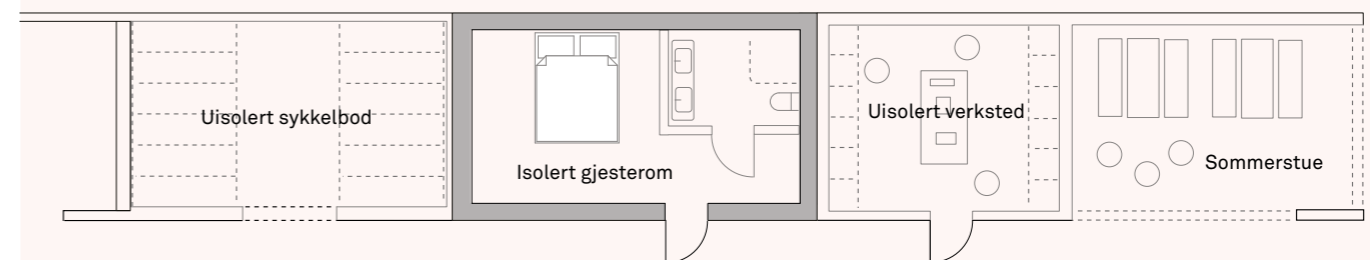 Uisolert sykkelbod
Isolert gjesterom
Uisolert verksted
Sommerstue